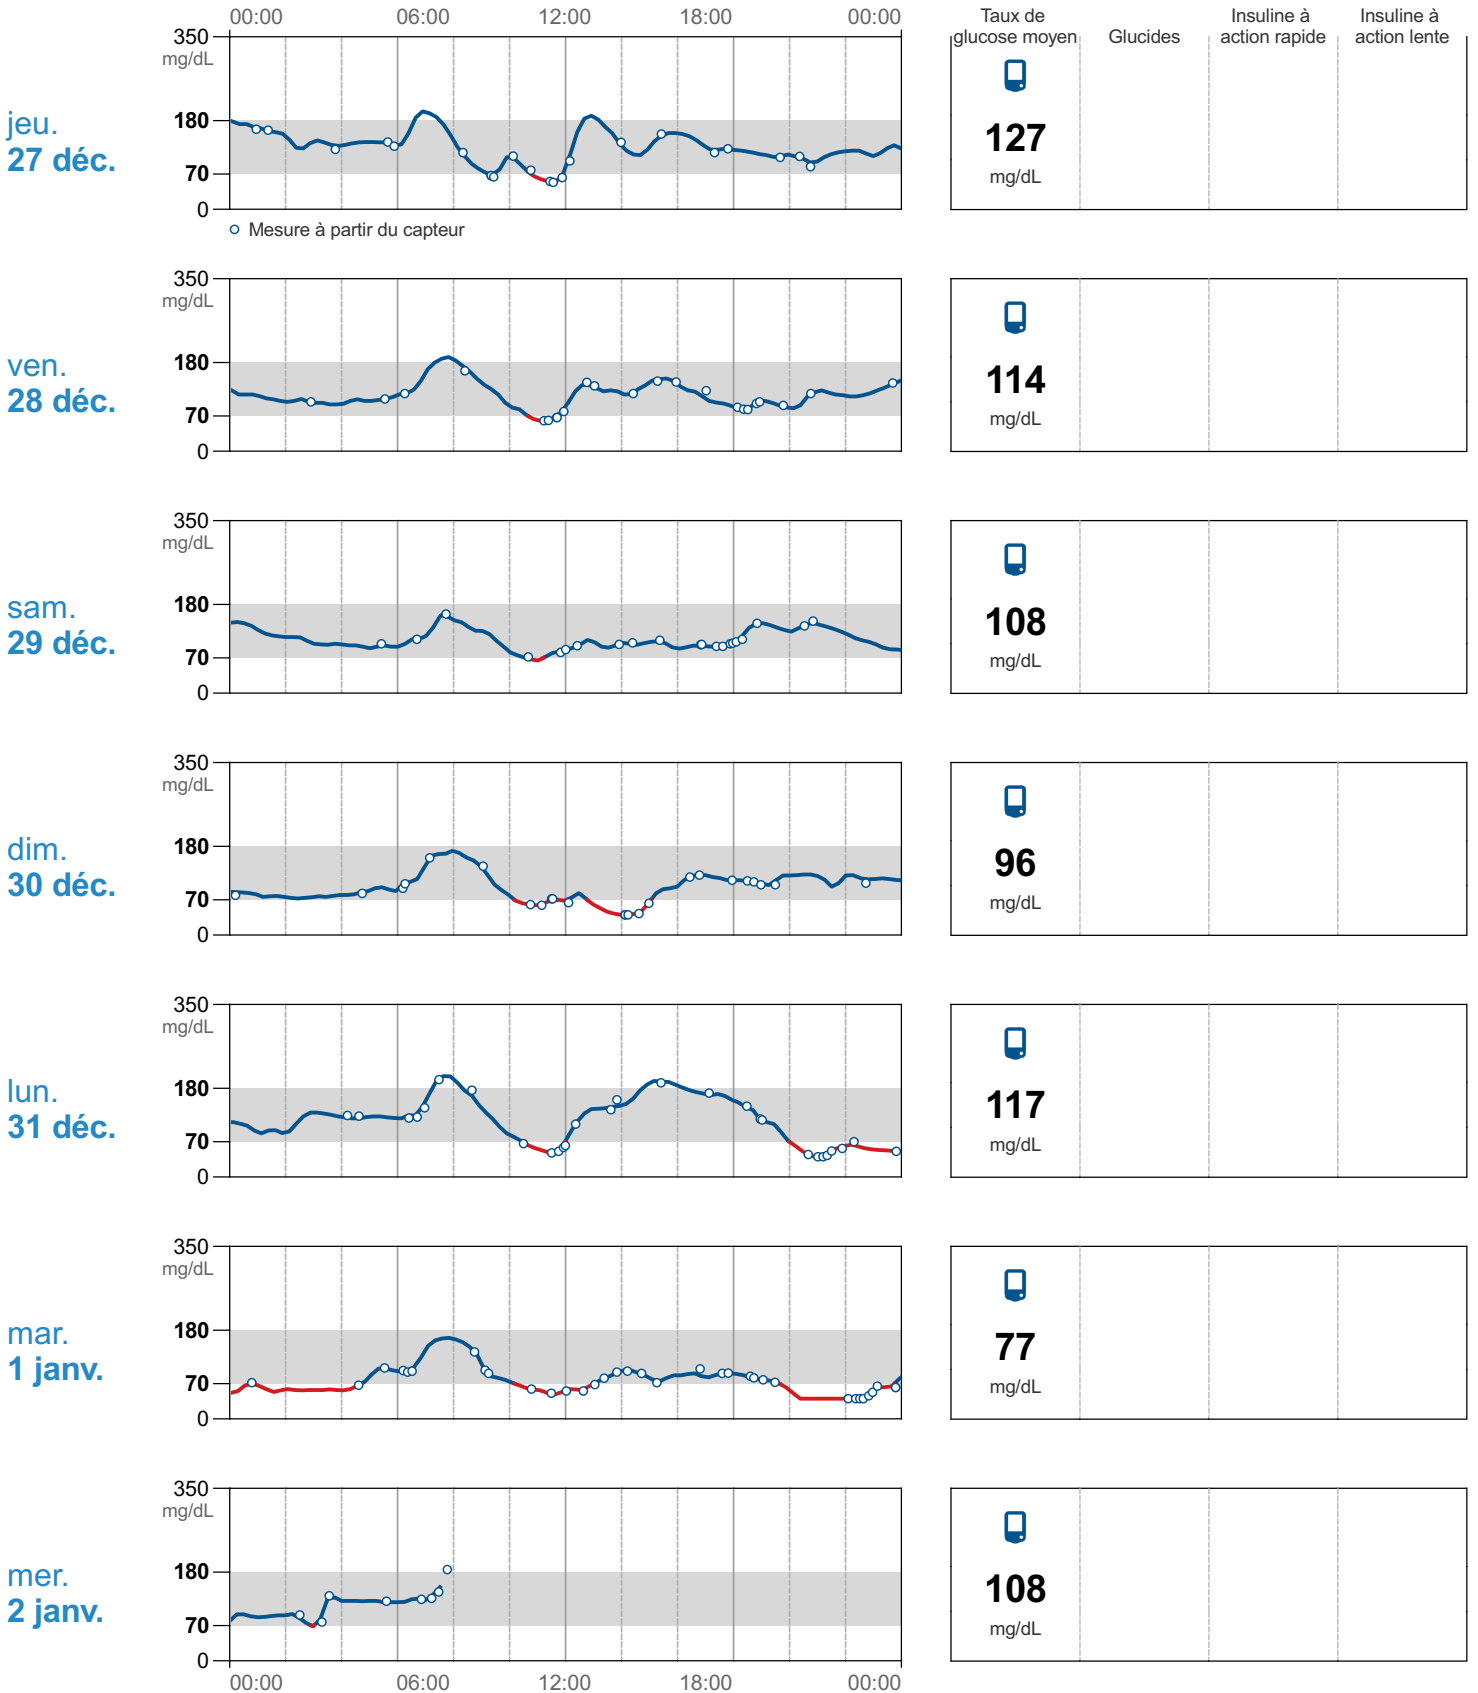 00:00 06:00 12:00 18:00 00:00
Taux de glucose moyen Glucides Insuline à action rapide Insuline à action lente
350
mg/dL
180
70
0
jeu.
27 déc.
127
mg/dL
Mesure à partir du capteur
350
mg/dL
180
70
0
ven.
28 déc.
114
mg/dL
350
mg/dL
180
70
0
sam.
29 déc.
108
mg/dL
350
mg/dL
180
70
0
dim.
30 déc.
96
mg/dL
350
mg/dL
180
70
0
lun.
31 déc.
117
mg/dL
350
mg/dL
180
70
0
mar.
1 janv.
77
mg/dL
350
mg/dL
180
70
0
mer.
2 janv.
108
mg/dL
00:00 06:00 12:00 18:00 00:00